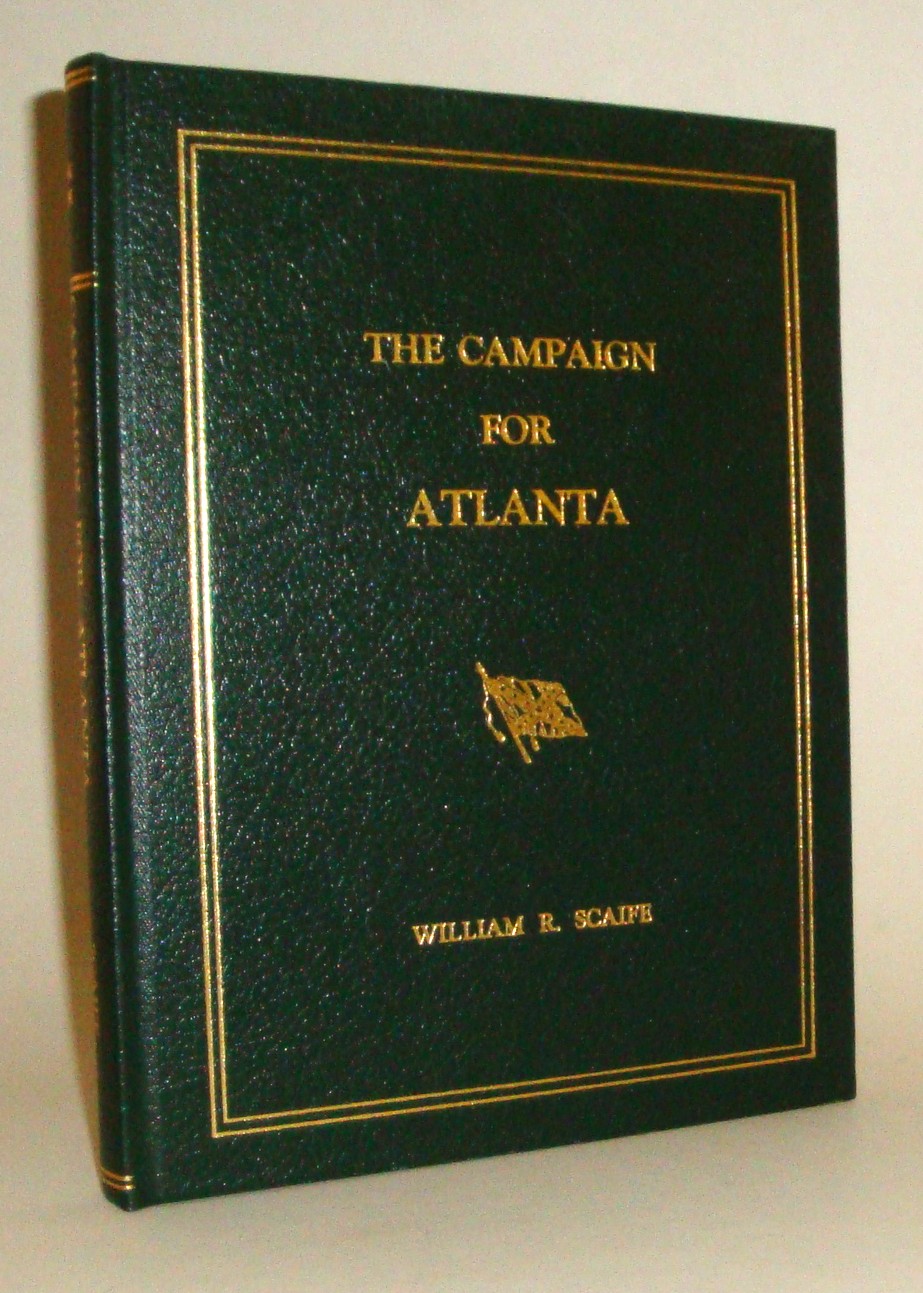 THE CAMPAIGN
FOR
ATLANTA
WILLIAM R. SCAIFE